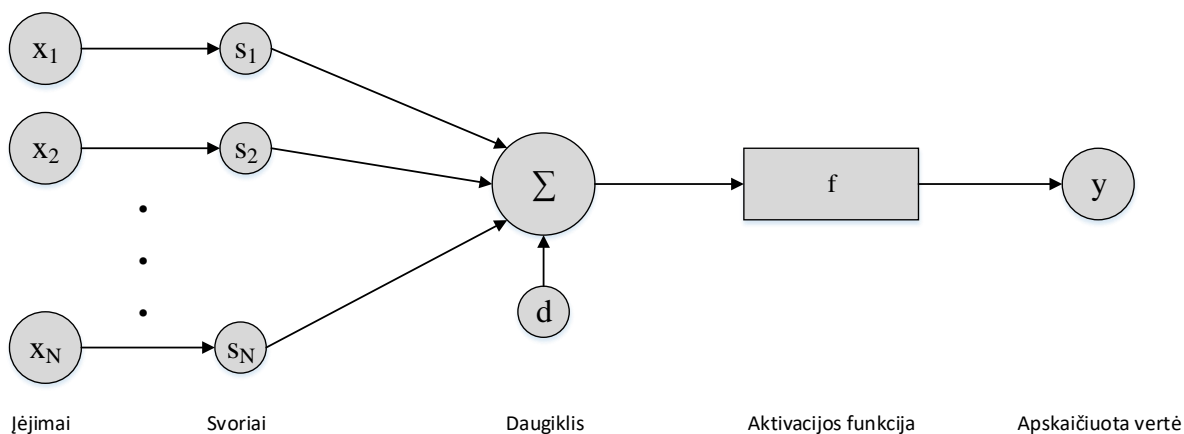 x1 s1
x2 s2
∑ f y
d
xN sN
Įėjimai Svoriai Daugiklis Aktivacijos funkcija Apskaičiuota vertė